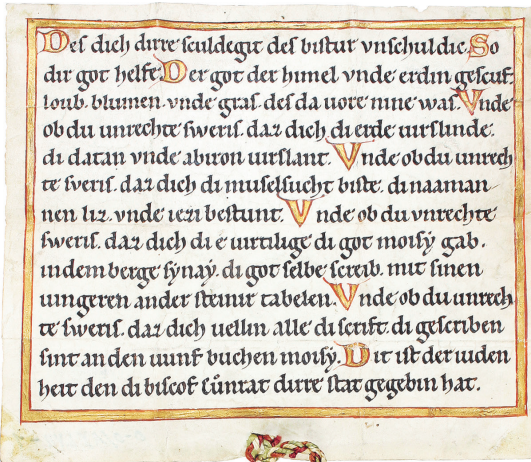 Des dich dirre sculdegit des bistur vnschuldic. So
dir got helfe. Der got der himel vnde erdin gescuf.
loub. blumen. vnde gras. des da uore nine was. Vnde
ob du unrechte sweris. daz dich di erde uirslinde.
di datan vnde abiron uirslant. Vnde ob du unrech
te sveris. daz dich di muselsucht biste. di naaman
nen liz. vnde iezi bestunt. Vnde ob du vnrechte
sweris. daz dich di e uirtilige di got moisy gab.
in dem berge synay. di got selbe screib. mit sinen
uingeren an der steinir tabelen. Vnde ob du unrech
te sweris. daz dich uellin alle di scrift. di gescriben
sint an den uunf buchen moisy. Dit ist der iuden
heit den di biscof cůnrat dirre stat gegebin hat.